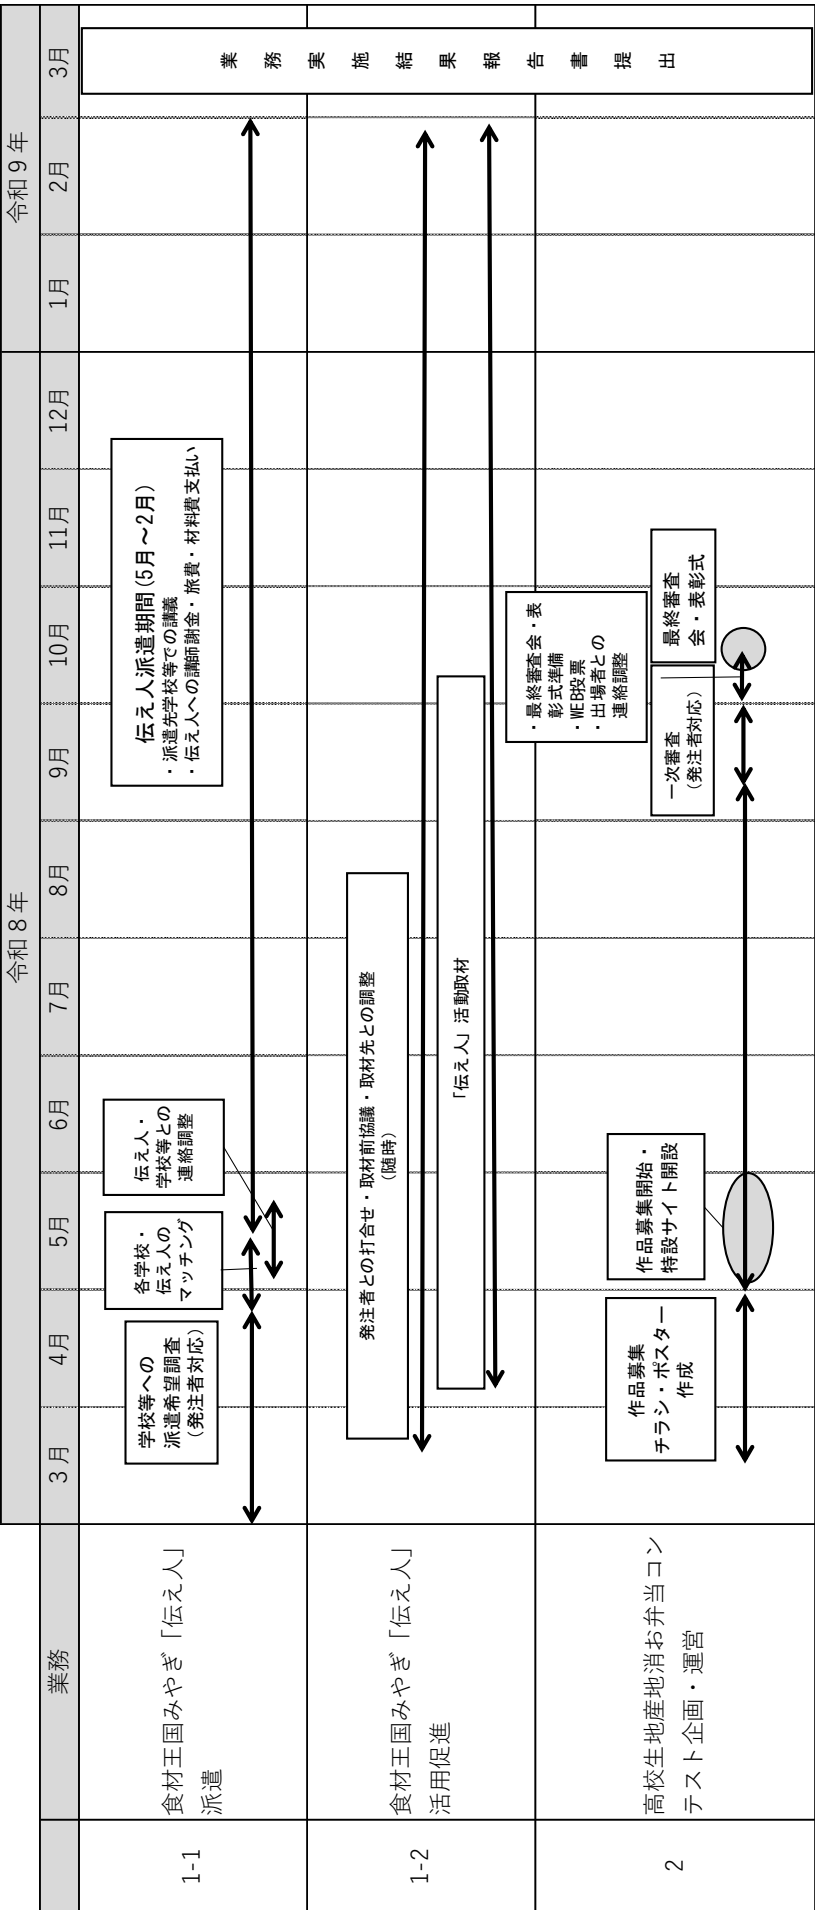 令和８年
令和９年
業務
3月
4月
5月
6月
7月
8月
9月
10月
11月
12月
1月
2月
3月
1-1
食材王国みやぎ「伝え人」
派遣
学校等への
派遣希望調査
（発注者対応）
各学校・
伝え人の
マッチング
伝え人・
学校等との
連絡調整
伝え人派遣期間（5月～2月）
・派遣先学校等での講義
・伝え人への講師謝金・旅費・材料費支払い
1-2
食材王国みやぎ「伝え人」
活用促進
発注者との打合せ・取材前協議・取材先との調整
（随時）
「伝え人」活動取材
2
高校生地産地消お弁当コン
テスト企画・運営
作品募集
チラシ・ポスター
作成
作品募集開始・
特設サイト開設
一次審査
（発注者対応）
・最終審査会・表
彰式準備
・WEB投票
・出場者との
連絡調整
最終審査
会・表彰式
業務実施結果報告書提出